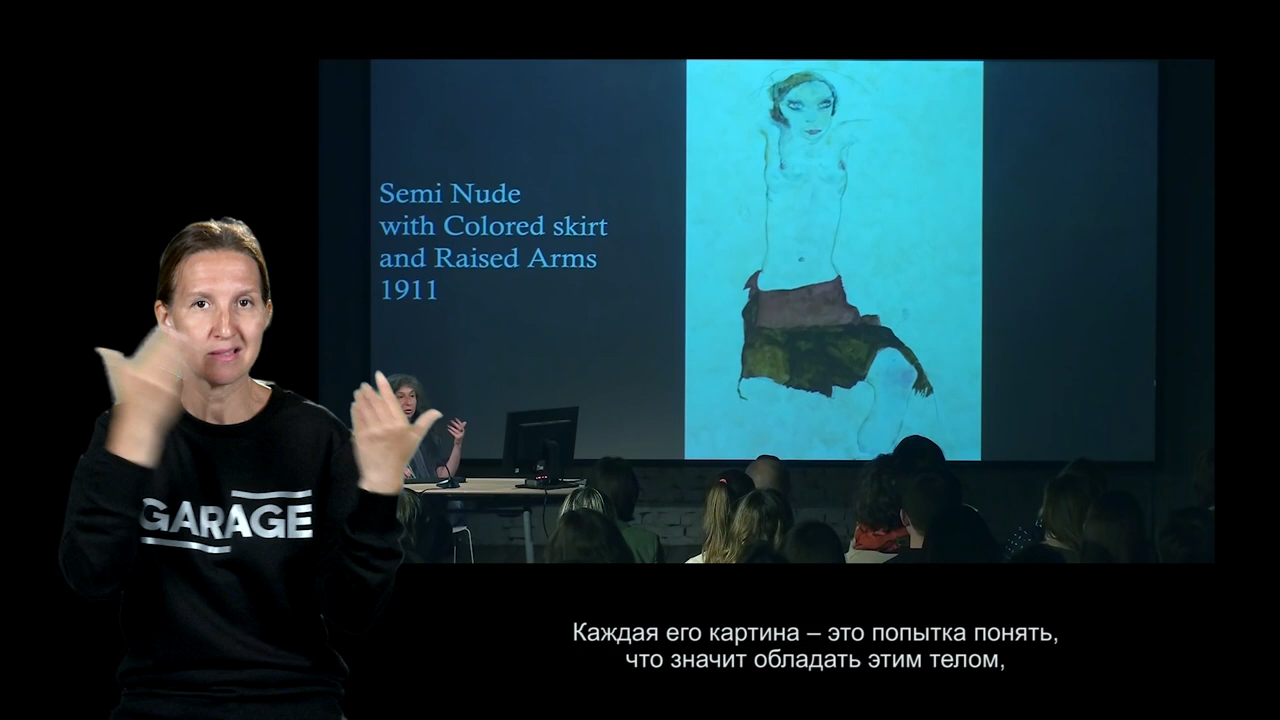 Semi Nude
with Colored skirt
and Raised Arms
1911
GARAGE
Каждая его картина – это попытка понять,
что значит обладать этим телом,